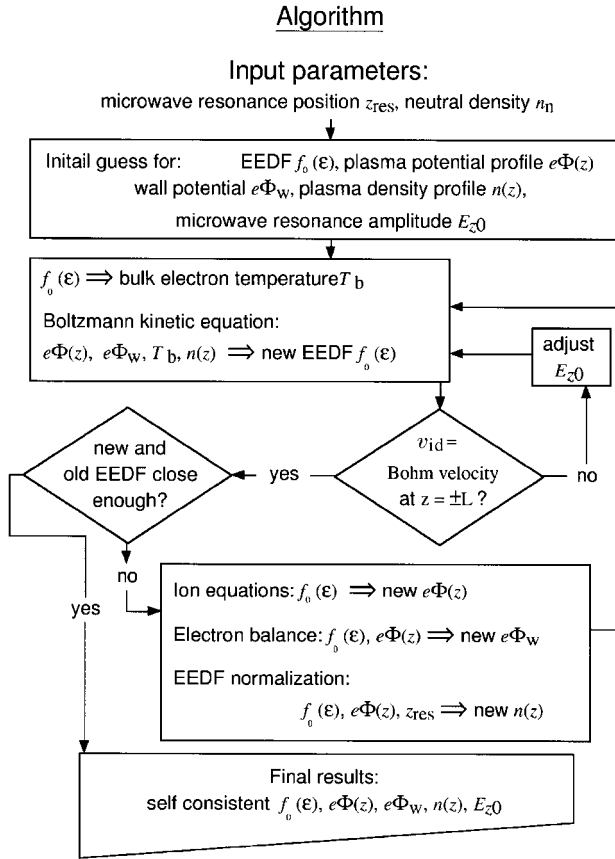 Algorithm
Input parameters:
microwave resonance position z_res, neutral density n_n
Initail guess for: EEDF f_0(ε), plasma potential profile eΦ(z)
wall potential eΦ_w, plasma density profile n(z),
microwave resonance amplitude E_z0
f_0(ε) ⟹ bulk electron temperature T_b
Boltzmann kinetic equation:
eΦ(z), eΦ_w, T_b, n(z) ⟹ new EEDF f_0(ε)
adjust
E_z0
v_id =
Bohm velocity
at z = ±L ?
no
yes
new and
old EEDF close
enough?
no
yes
Ion equations: f_0(ε) ⟹ new eΦ(z)
Electron balance: f_0(ε), eΦ(z) ⟹ new eΦ_w
EEDF normalization:
f_0(ε), eΦ(z), z_res ⟹ new n(z)
Final results:
self consistent f_0(ε), eΦ(z), eΦ_w, n(z), E_z0